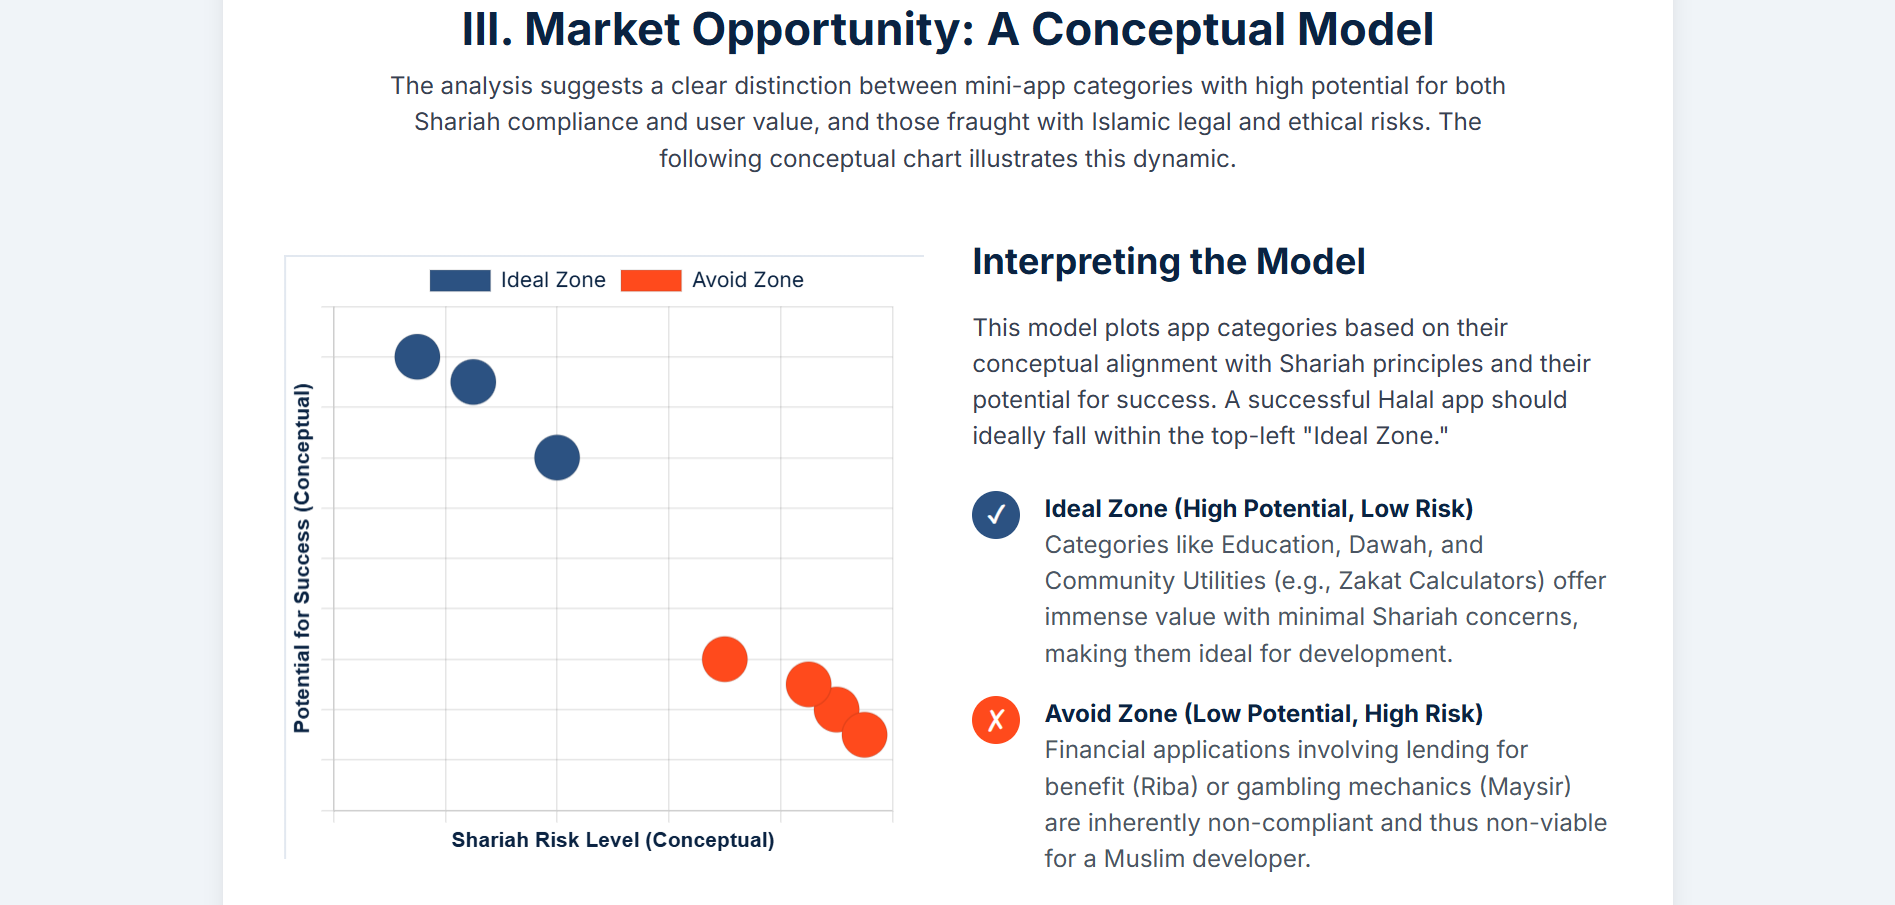 III. Market Opportunity: A Conceptual Model
The analysis suggests a clear distinction between mini-app categories with high potential for both
Shariah compliance and user value, and those fraught with Islamic legal and ethical risks. The
following conceptual chart illustrates this dynamic.
Ideal Zone
Avoid Zone
Potential for Success (Conceptual)
Shariah Risk Level (Conceptual)
Interpreting the Model
This model plots app categories based on their
conceptual alignment with Shariah principles and their
potential for success. A successful Halal app should
ideally fall within the top-left "Ideal Zone."
✓
Ideal Zone (High Potential, Low Risk)
Categories like Education, Dawah, and
Community Utilities (e.g., Zakat Calculators) offer
immense value with minimal Shariah concerns,
making them ideal for development.
✗
Avoid Zone (Low Potential, High Risk)
Financial applications involving lending for
benefit (Riba) or gambling mechanics (Maysir)
are inherently non-compliant and thus non-viable
for a Muslim developer.